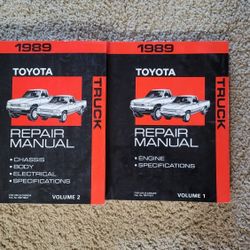 1989
TOYOTA
TRUCK
REPAIR
MANUAL
• CHASSIS
• BODY
• ELECTRICAL
• SPECIFICATIONS
VOLUME 2
1989
TOYOTA
TRUCK
REPAIR
MANUAL
• ENGINE
• SPECIFICATIONS
VOLUME 1